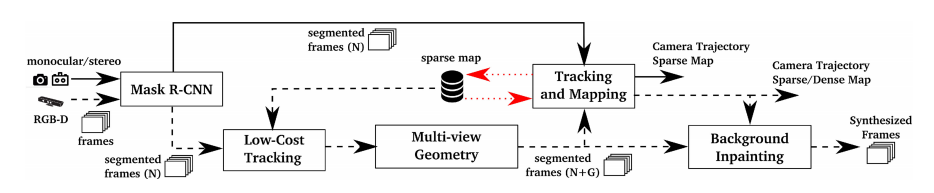 segmented
frames (N)
monocular/stereo
sparse map
Camera Trajectory
Sparse Map
Camera Trajectory
Sparse/Dense Map
Mask R-CNN
Tracking
and Mapping
RGB-D
frames
segmented
frames (N)
Low-Cost
Tracking
Multi-view
Geometry
segmented
frames (N+G)
Background
Inpainting
Synthesized
Frames